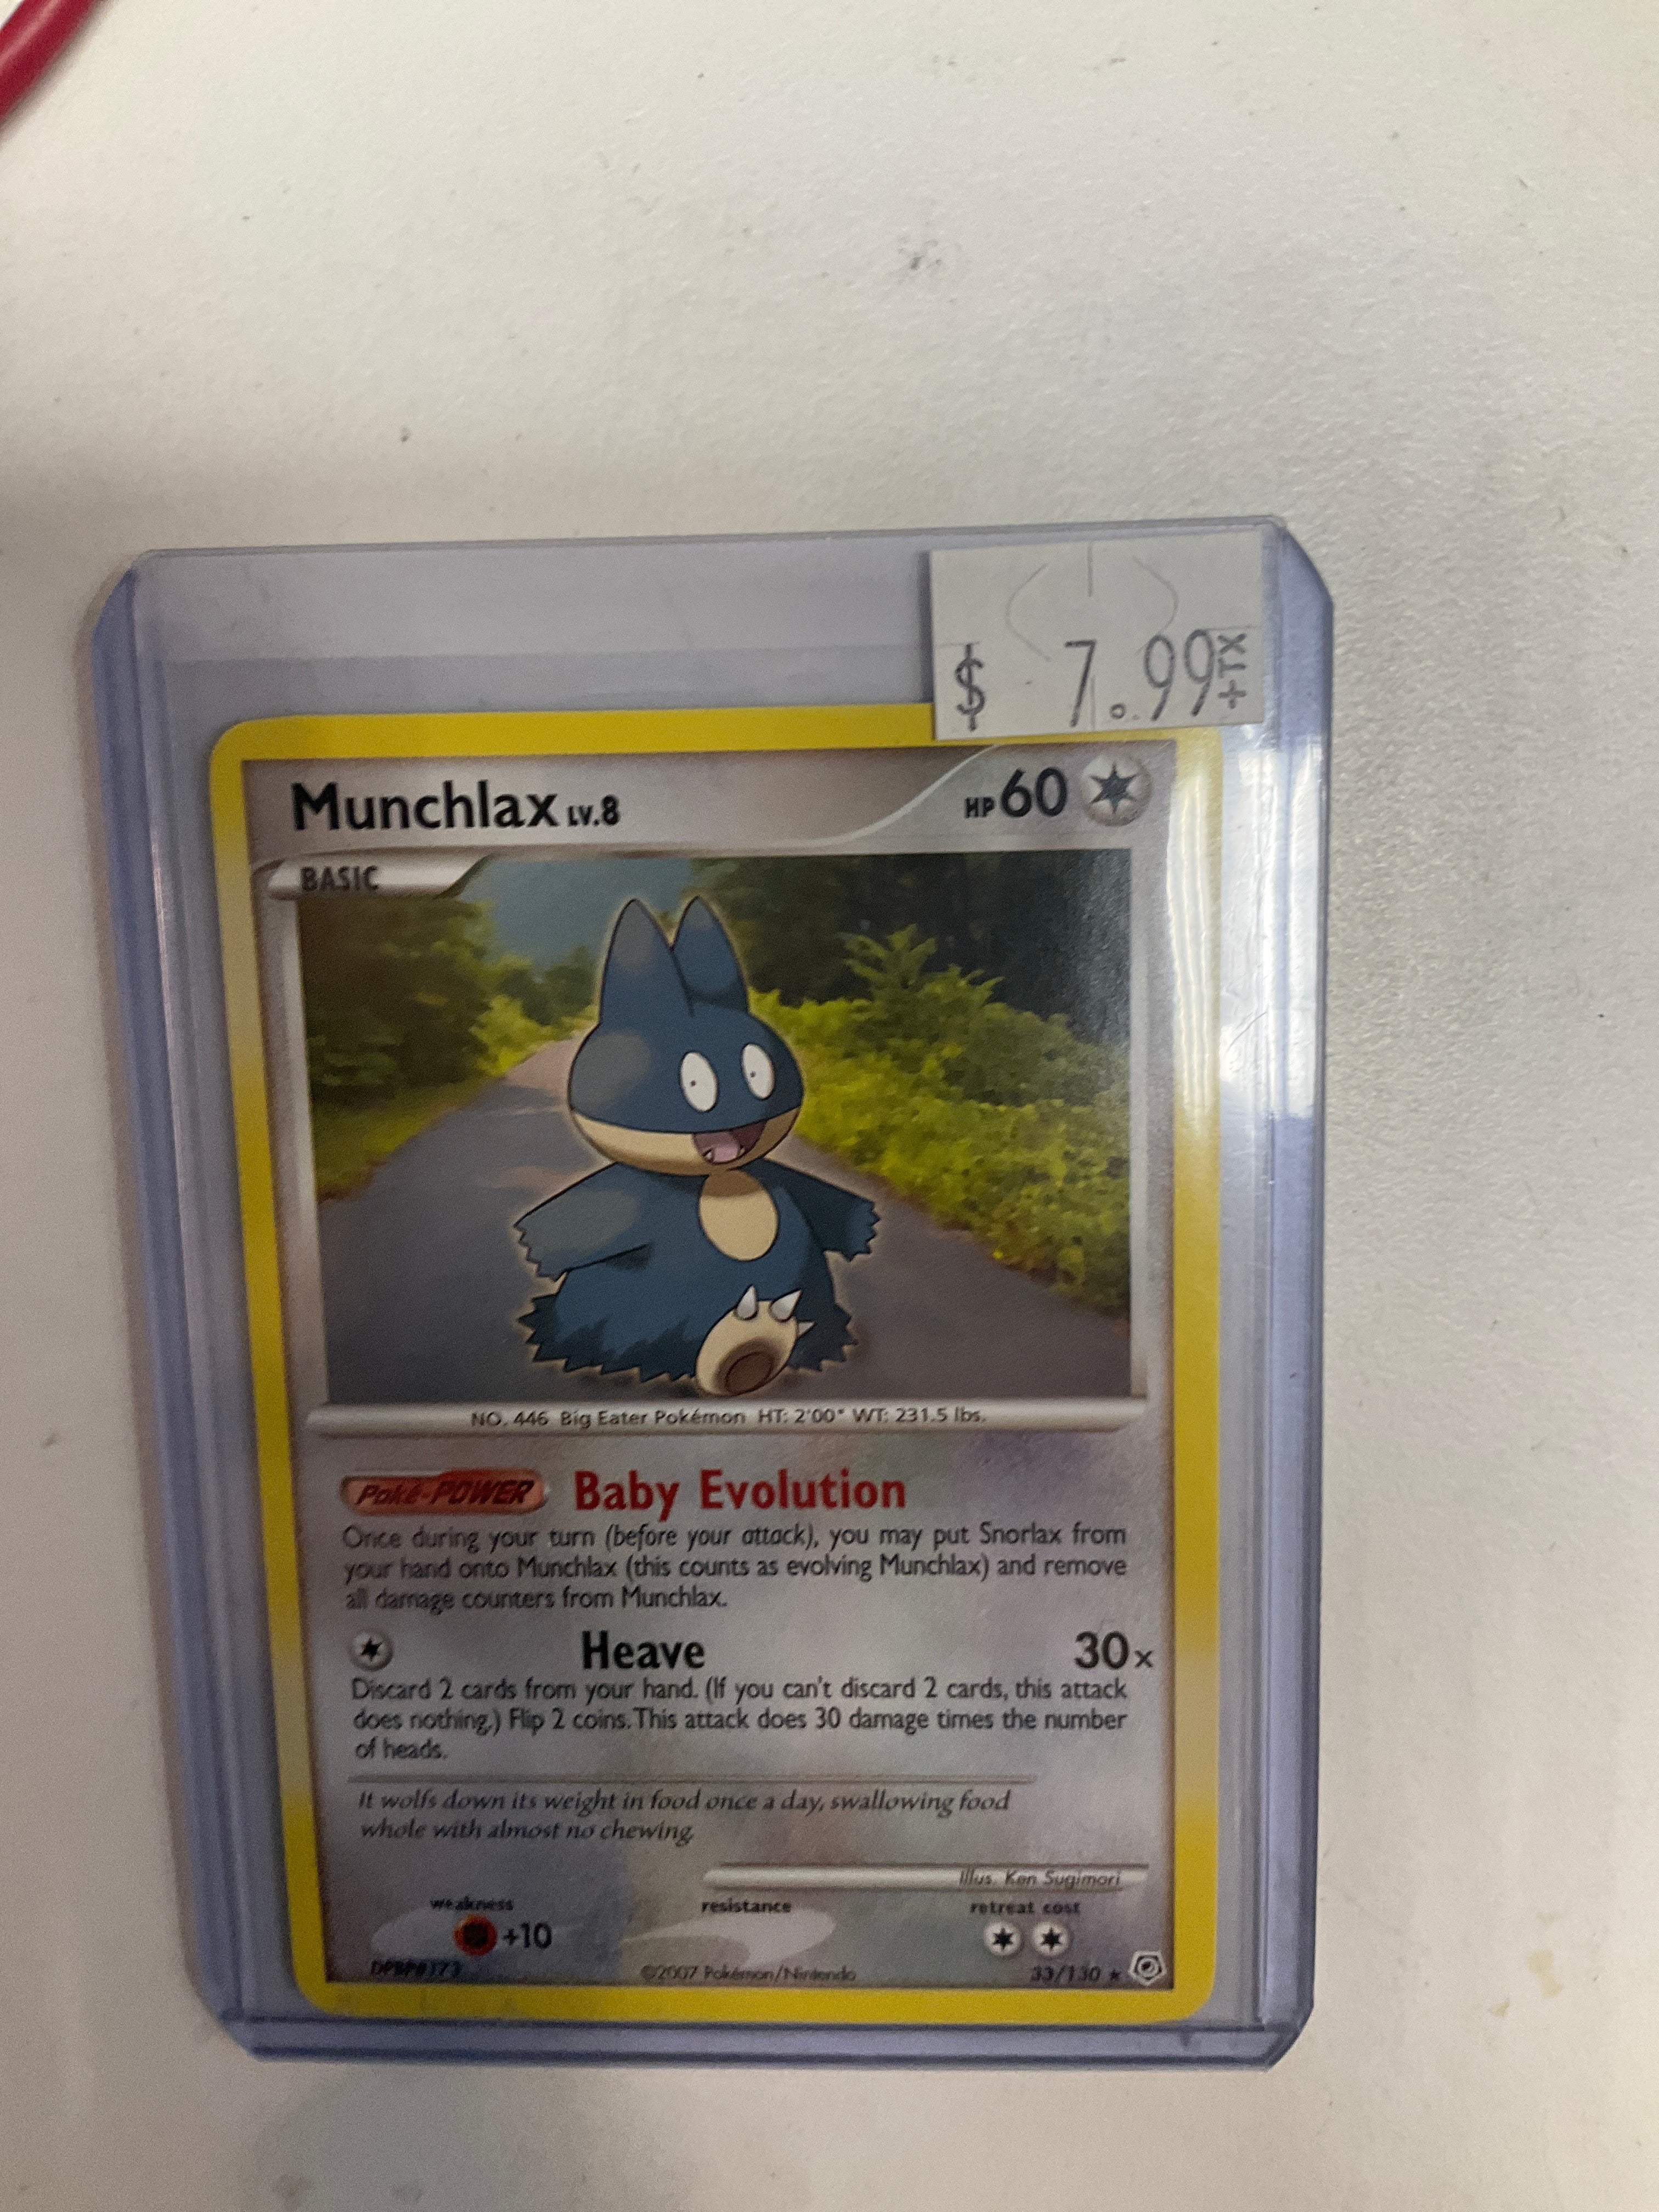 $ 7.99 +TX
Munchlax LV.8 HP 60
BASIC
NO. 446 Big Eater Pokémon HT: 2'00" WT: 231.5 lbs.
Poké-POWER Baby Evolution
Once during your turn (before your attack), you may put Snorlax from
your hand onto Munchlax (this counts as evolving Munchlax) and remove
all damage counters from Munchlax.
Heave 30x
Discard 2 cards from your hand. (If you can't discard 2 cards, this attack
does nothing.) Flip 2 coins. This attack does 30 damage times the number
of heads.
It wolfs down its weight in food once a day, swallowing food
whole with almost no chewing.
Illus. Ken Sugimori
weakness resistance retreat cost
+10
©2007 Pokémon/Nintendo 33/130